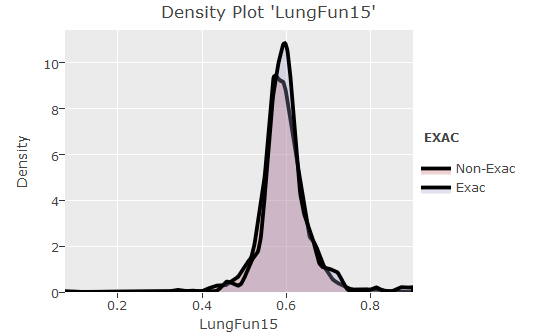 Density Plot 'LungFun15'
10
8
6
4
2
0
Density
0.2 0.4 0.6 0.8
LungFun15
EXAC
Non-Exac
Exac